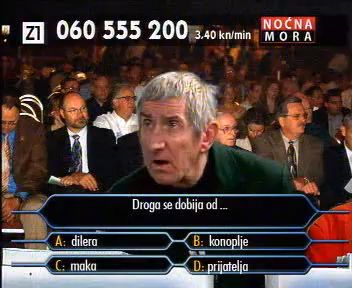 Z1 060 555 200 3.40 kn/min NOĆNA
MORA
Droga se dobija od ...
A: dilera B: konoplje
C: maka D: prijatelja